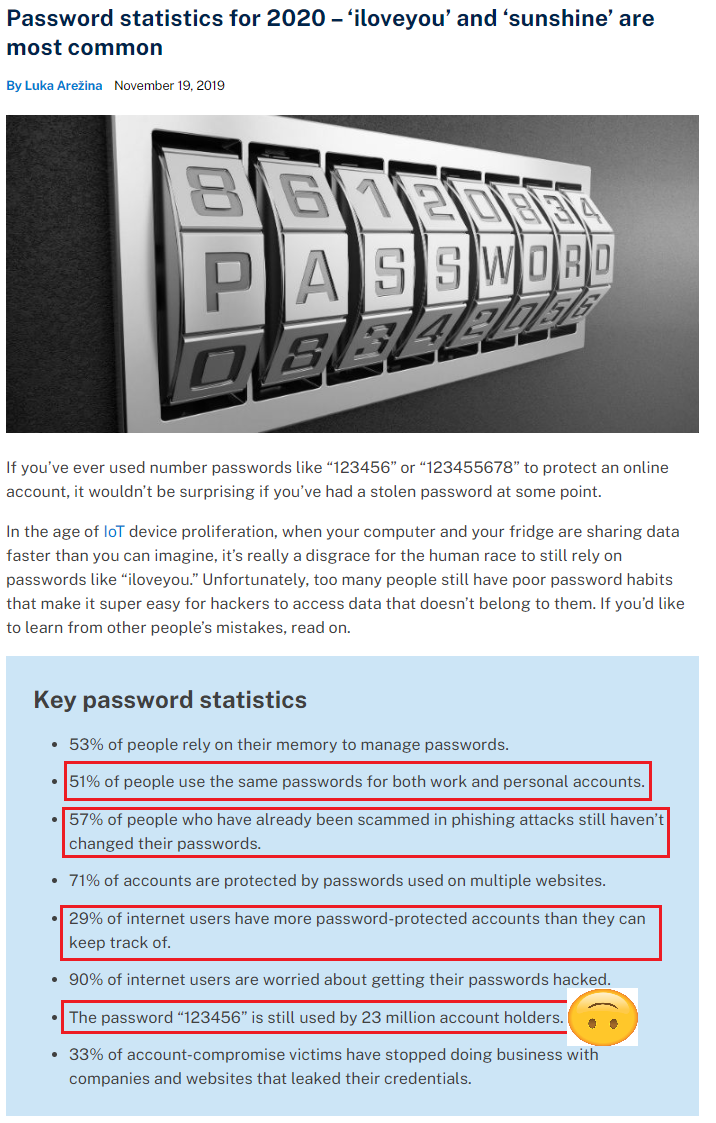 Password statistics for 2020 – ‘iloveyou’ and ‘sunshine’ are
most common
By Luka Arežina November 19, 2019
8 6 1 2 0 8 3 4
P A S S W O R D
If you’ve ever used number passwords like “123456” or “123455678” to protect an online
account, it wouldn’t be surprising if you’ve had a stolen password at some point.
In the age of IoT device proliferation, when your computer and your fridge are sharing data
faster than you can imagine, it’s really a disgrace for the human race to still rely on
passwords like “iloveyou.” Unfortunately, too many people still have poor password habits
that make it super easy for hackers to access data that doesn’t belong to them. If you’d like
to learn from other people’s mistakes, read on.
Key password statistics
• 53% of people rely on their memory to manage passwords.
• 51% of people use the same passwords for both work and personal accounts.
• 57% of people who have already been scammed in phishing attacks still haven’t
changed their passwords.
• 71% of accounts are protected by passwords used on multiple websites.
• 29% of internet users have more password-protected accounts than they can
keep track of.
• 90% of internet users are worried about getting their passwords hacked.
• The password “123456” is still used by 23 million account holders.
• 33% of account-compromise victims have stopped doing business with
companies and websites that leaked their credentials.